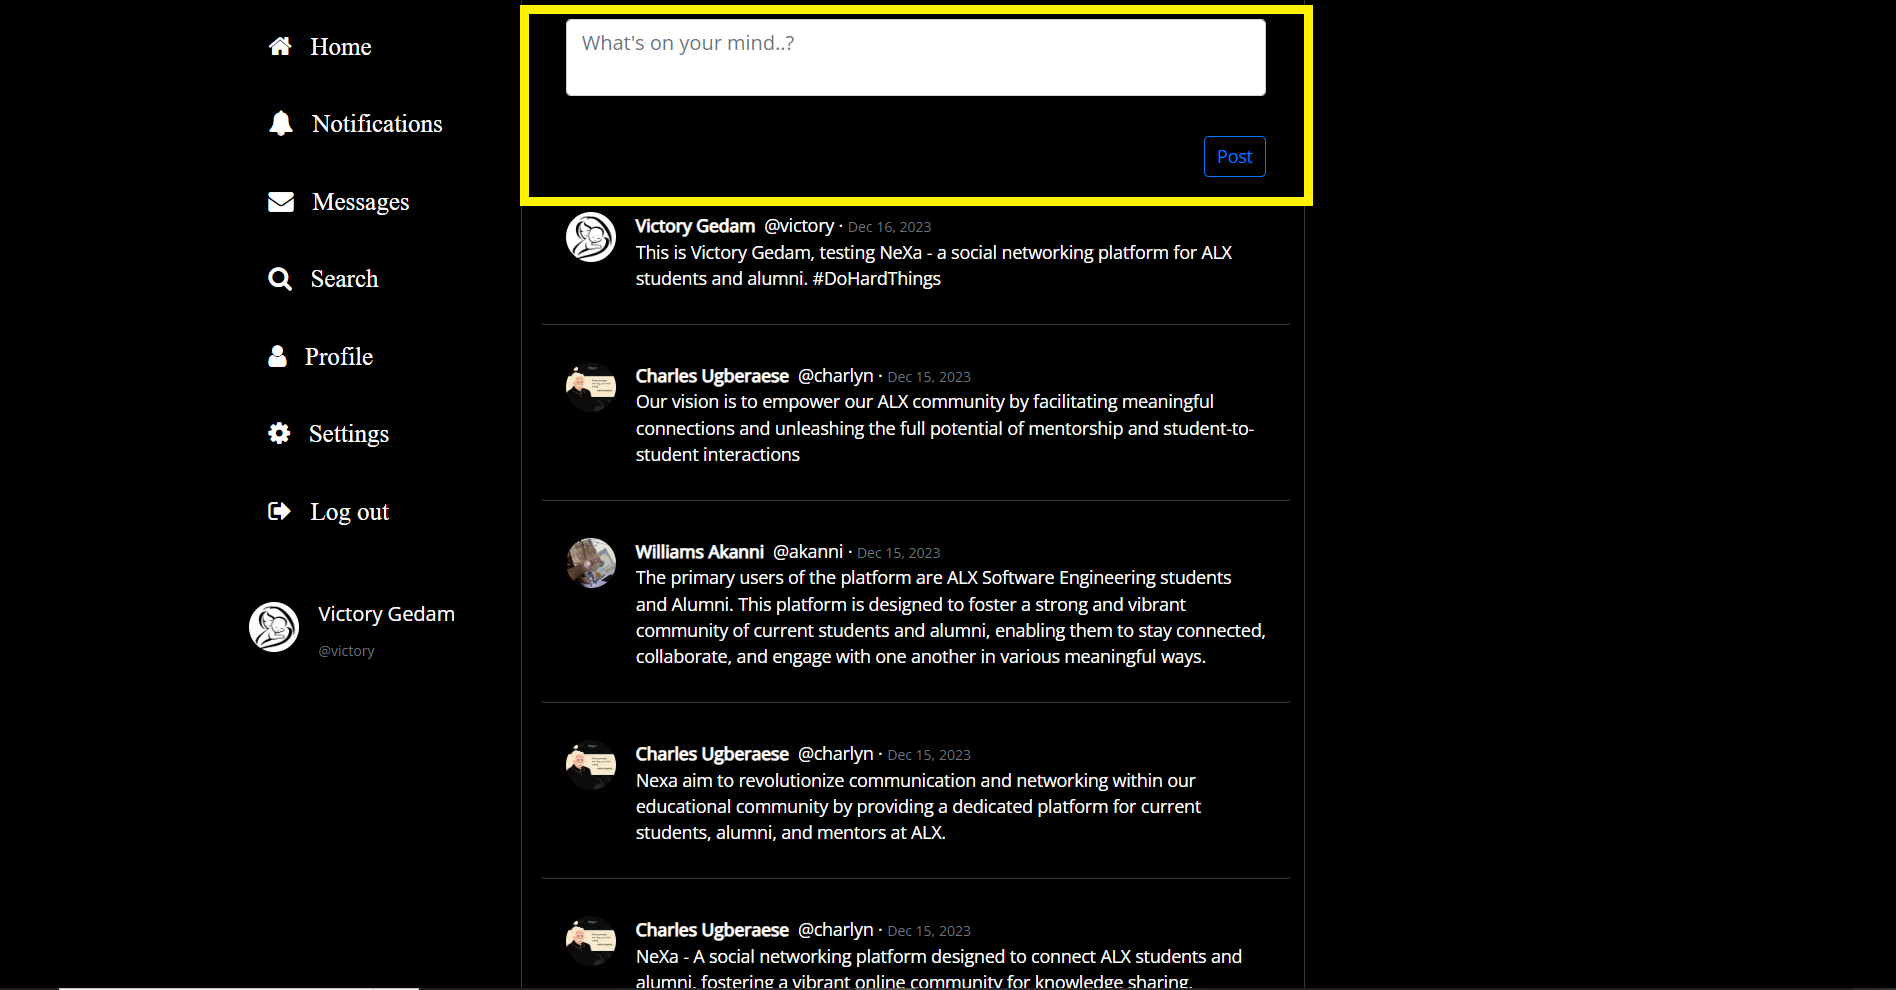 Home
Notifications
Messages
Search
Profile
Settings
Log out
Victory Gedam
@victory
What's on your mind..?
Post
Victory Gedam @victory · Dec 16, 2023
This is Victory Gedam, testing NeXa - a social networking platform for ALX
students and alumni. #DoHardThings
Charles Ugberaese @charlyn · Dec 15, 2023
Our vision is to empower our ALX community by facilitating meaningful
connections and unleashing the full potential of mentorship and student-to-
student interactions
Williams Akanni @akanni · Dec 15, 2023
The primary users of the platform are ALX Software Engineering students
and Alumni. This platform is designed to foster a strong and vibrant
community of current students and alumni, enabling them to stay connected,
collaborate, and engage with one another in various meaningful ways.
Charles Ugberaese @charlyn · Dec 15, 2023
Nexa aim to revolutionize communication and networking within our
educational community by providing a dedicated platform for current
students, alumni, and mentors at ALX.
Charles Ugberaese @charlyn · Dec 15, 2023
NeXa - A social networking platform designed to connect ALX students and
alumni, fostering a vibrant online community for knowledge sharing,